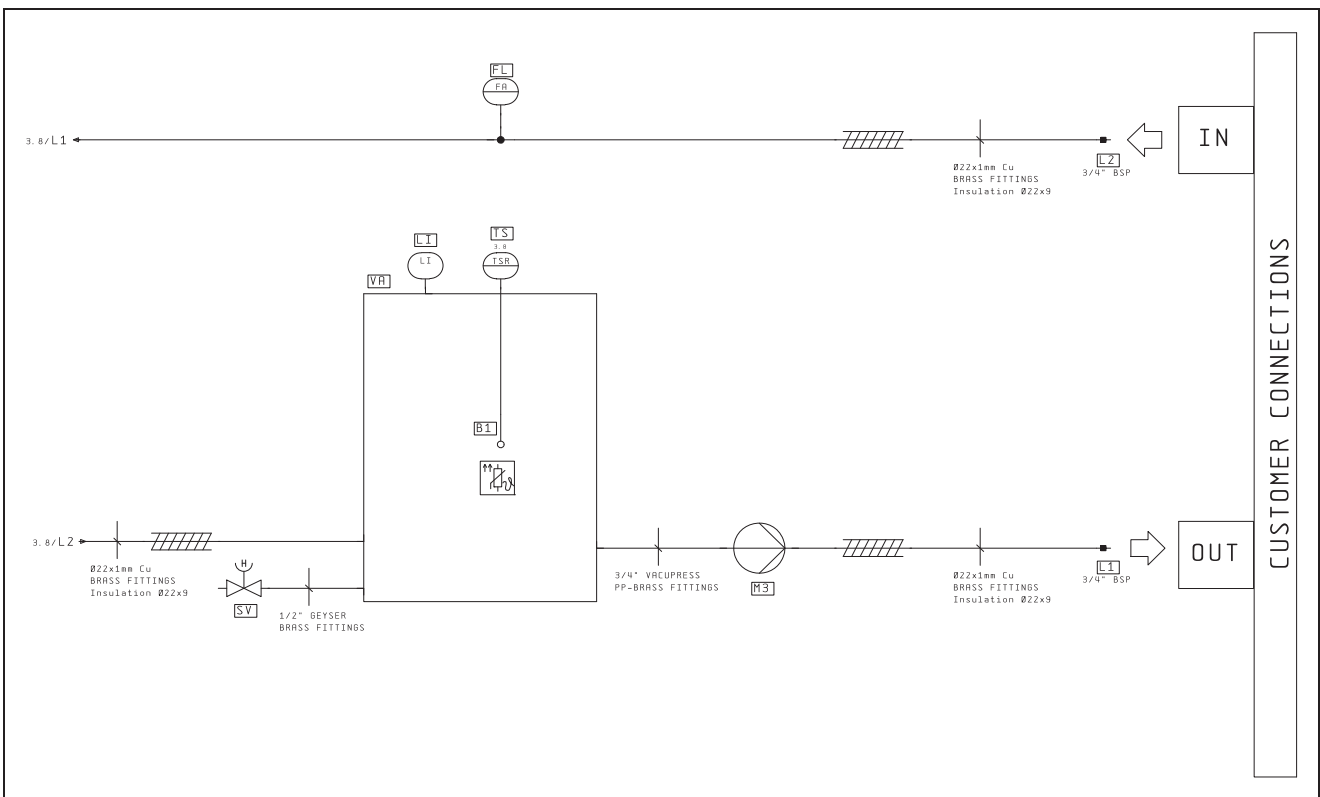 FL
FA
3.8/L1
IN
L2
3/4" BSP
Ø22x1mm Cu
BRASS FITTINGS
Insulation Ø22x9
LI
LI
TS
3.8
TSR
VA
B1
CUSTOMER CONNECTIONS
3.8/L2
Ø22x1mm Cu
BRASS FITTINGS
Insulation Ø22x9
H
SV
1/2" GEYSER
BRASS FITTINGS
3/4" VACUPRESS
PP-BRASS FITTINGS
M3
Ø22x1mm Cu
BRASS FITTINGS
Insulation Ø22x9
L1
3/4" BSP
OUT